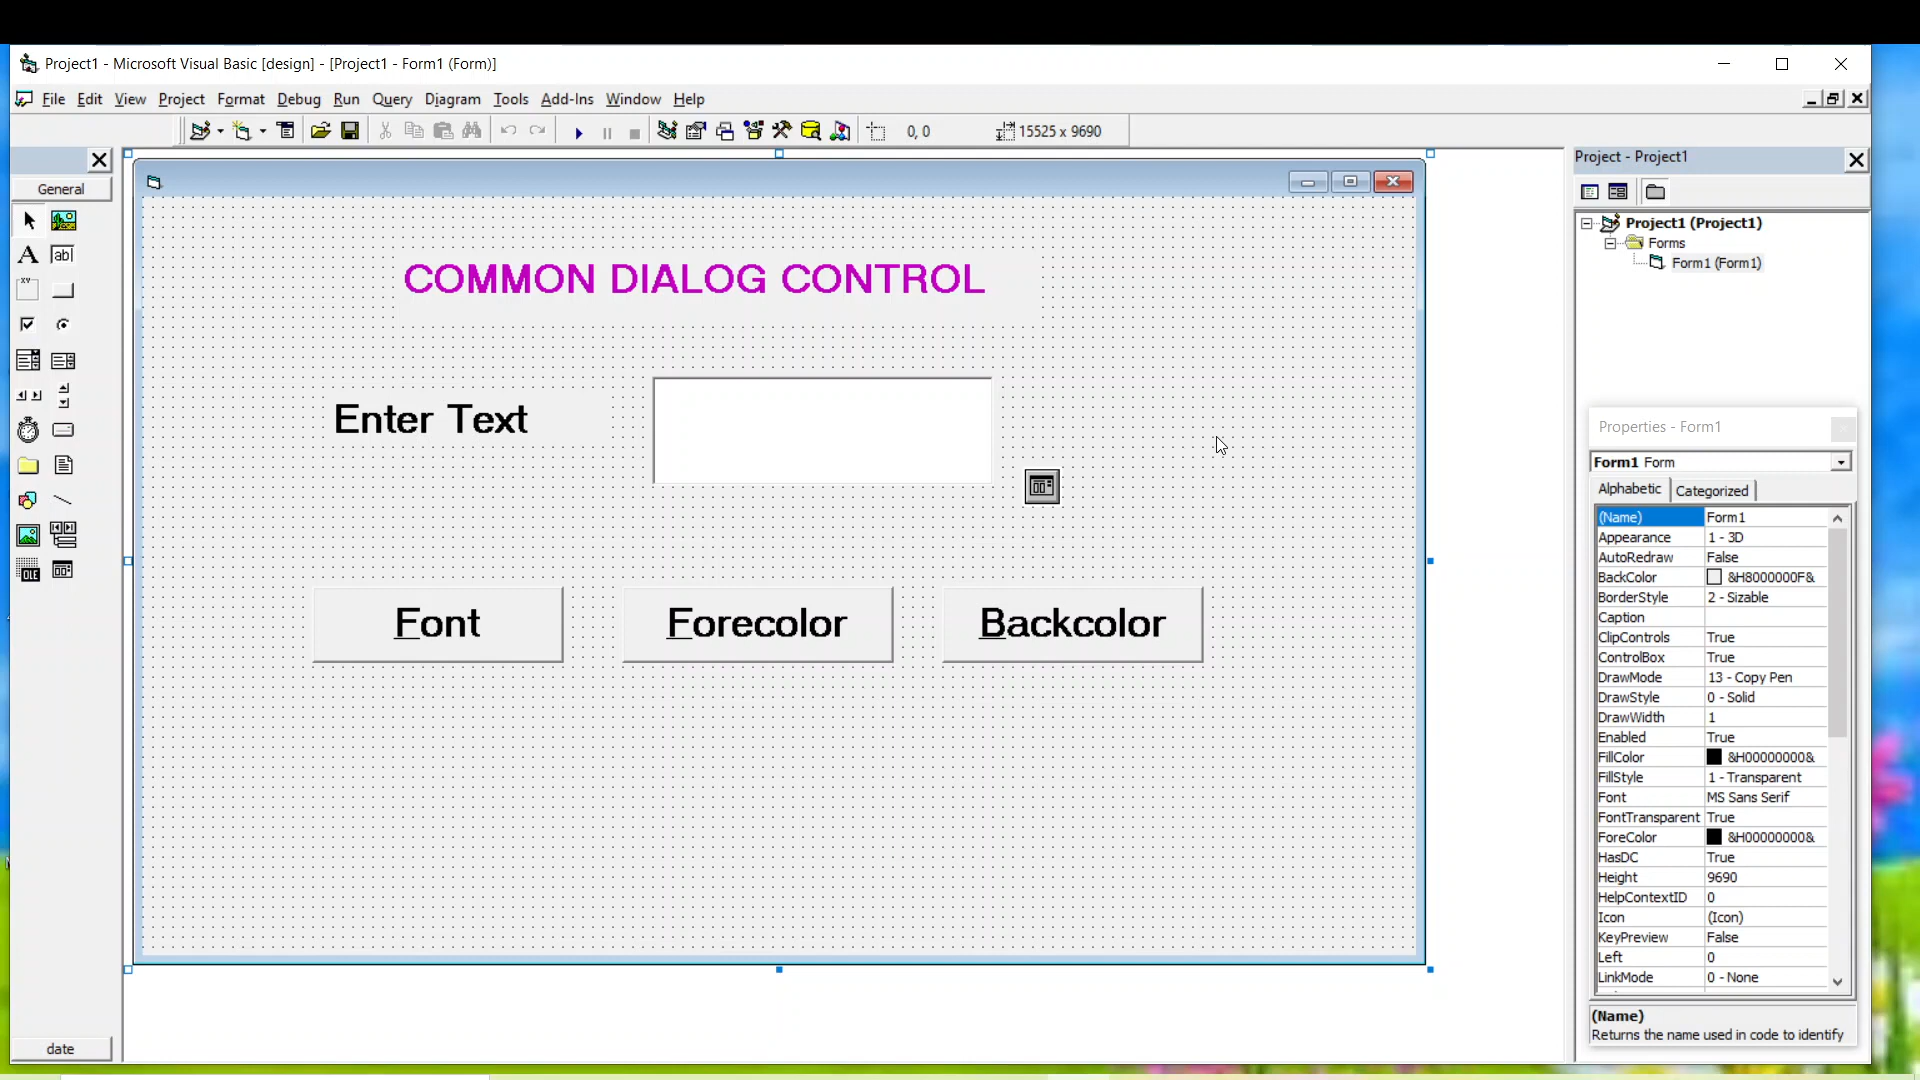 Project1 - Microsoft Visual Basic [design] - [Project1 - Form1 (Form)]
File Edit View Project Format Debug Run Query Diagram Tools Add-Ins Window Help
0, 0 15525 x 9690
General
A ab|
XY
OLE
date
COMMON DIALOG CONTROL
Enter Text
Font Forecolor Backcolor
Project - Project1
Project1 (Project1)
Forms
Form1 (Form1)
Properties - Form1
Form1 Form
Alphabetic Categorized
(Name) Form1
Appearance 1 - 3D
AutoRedraw False
BackColor &H8000000F&
BorderStyle 2 - Sizable
Caption
ClipControls True
ControlBox True
DrawMode 13 - Copy Pen
DrawStyle 0 - Solid
DrawWidth 1
Enabled True
FillColor &H00000000&
FillStyle 1 - Transparent
Font MS Sans Serif
FontTransparent True
ForeColor &H00000000&
HasDC True
Height 9690
HelpContextID 0
Icon (Icon)
KeyPreview False
Left 0
LinkMode 0 - None
(Name)
Returns the name used in code to identify